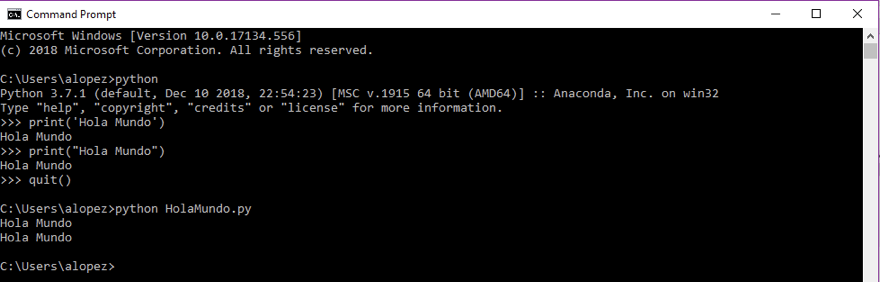 Command Prompt
Microsoft Windows [Version 10.0.17134.556]
(c) 2018 Microsoft Corporation. All rights reserved.
C:\Users\alopez>python
Python 3.7.1 (default, Dec 10 2018, 22:54:23) [MSC v.1915 64 bit (AMD64)] :: Anaconda, Inc. on win32
Type "help", "copyright", "credits" or "license" for more information.
>>> print('Hola Mundo')
Hola Mundo
>>> print("Hola Mundo")
Hola Mundo
>>> quit()
C:\Users\alopez>python HolaMundo.py
Hola Mundo
Hola Mundo
C:\Users\alopez>